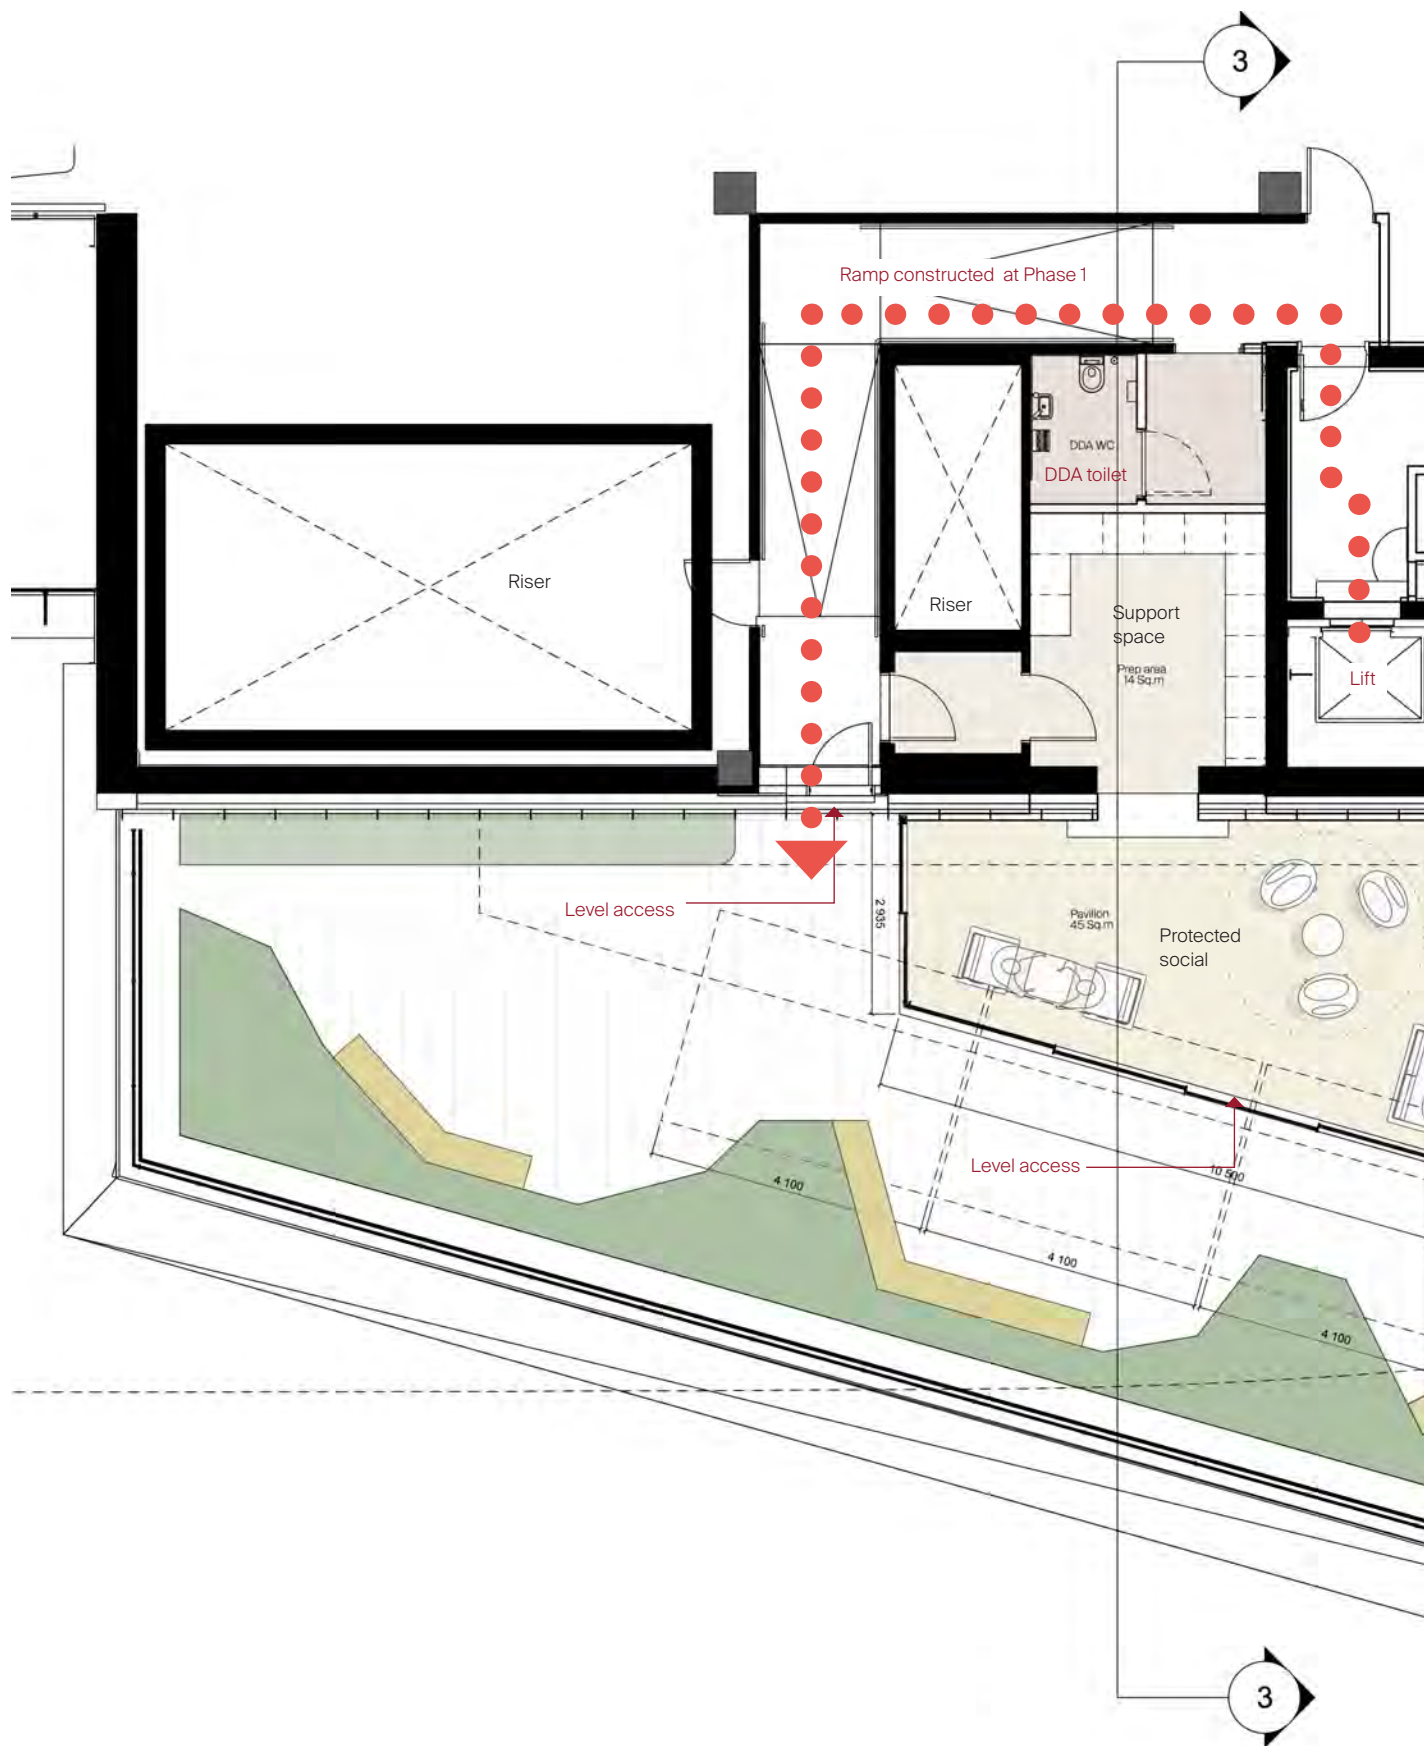 3
Ramp constructed at Phase 1
DDA WC
DDA toilet
Riser
Riser
Support
space
Prep area
14 Sq.m
Lift
Level access
2 935
Pavilion
45 Sq.m
Protected
social
Level access
10 500
4 100
4 100
4 100
3